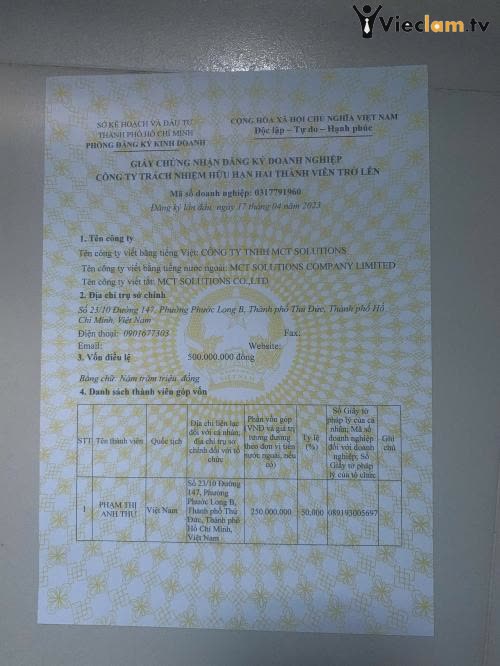 Vieclam.tv
SỞ KẾ HOẠCH VÀ ĐẦU TƯ
THÀNH PHỐ HỒ CHÍ MINH
PHÒNG ĐĂNG KÝ KINH DOANH
CỘNG HÒA XÃ HỘI CHỦ NGHĨA VIỆT NAM
Độc lập – Tự do – Hạnh phúc
GIẤY CHỨNG NHẬN ĐĂNG KÝ DOANH NGHIỆP
CÔNG TY TRÁCH NHIỆM HỮU HẠN HAI THÀNH VIÊN TRỞ LÊN
Mã số doanh nghiệp: 0317791960
Đăng ký lần đầu, ngày 17 tháng 04 năm 2023
1. Tên công ty
Tên công ty viết bằng tiếng Việt: CÔNG TY TNHH MCT SOLUTIONS
Tên công ty viết bằng tiếng nước ngoài: MCT SOLUTIONS COMPANY LIMITED
Tên công ty viết tắt: MCT SOLUTIONS CO.,LTD
2. Địa chỉ trụ sở chính
Số 23/10 Đường 147, Phường Phước Long B, Thành phố Thủ Đức, Thành phố Hồ
Chí Minh, Việt Nam
Điện thoại: 0901677303 Fax:
Email: Website:
3. Vốn điều lệ 500.000.000 đồng
Bằng chữ: Năm trăm triệu đồng
4. Danh sách thành viên góp vốn
STT
Tên thành viên
Quốc tịch
Địa chỉ liên lạc
đối với cá nhân;
địa chỉ trụ sở
chính đối với tổ
chức
Phần vốn góp
(VNĐ và giá trị
tương đương
theo đơn vị tiền
nước ngoài, nếu
có)
Tỷ lệ
(%)
Số Giấy tờ
pháp lý của cá
nhân; Mã số
doanh nghiệp
đối với doanh
nghiệp; Số
Giấy tờ pháp
lý của tổ chức
Ghi
chú
1
PHẠM THỊ
ANH THƯ
Việt Nam
Số 23/10 Đường
147, Phường
Phước Long B,
Thành phố Thủ
Đức, Thành phố
Hồ Chí Minh,
Việt Nam
250.000.000
50,000
089193005697